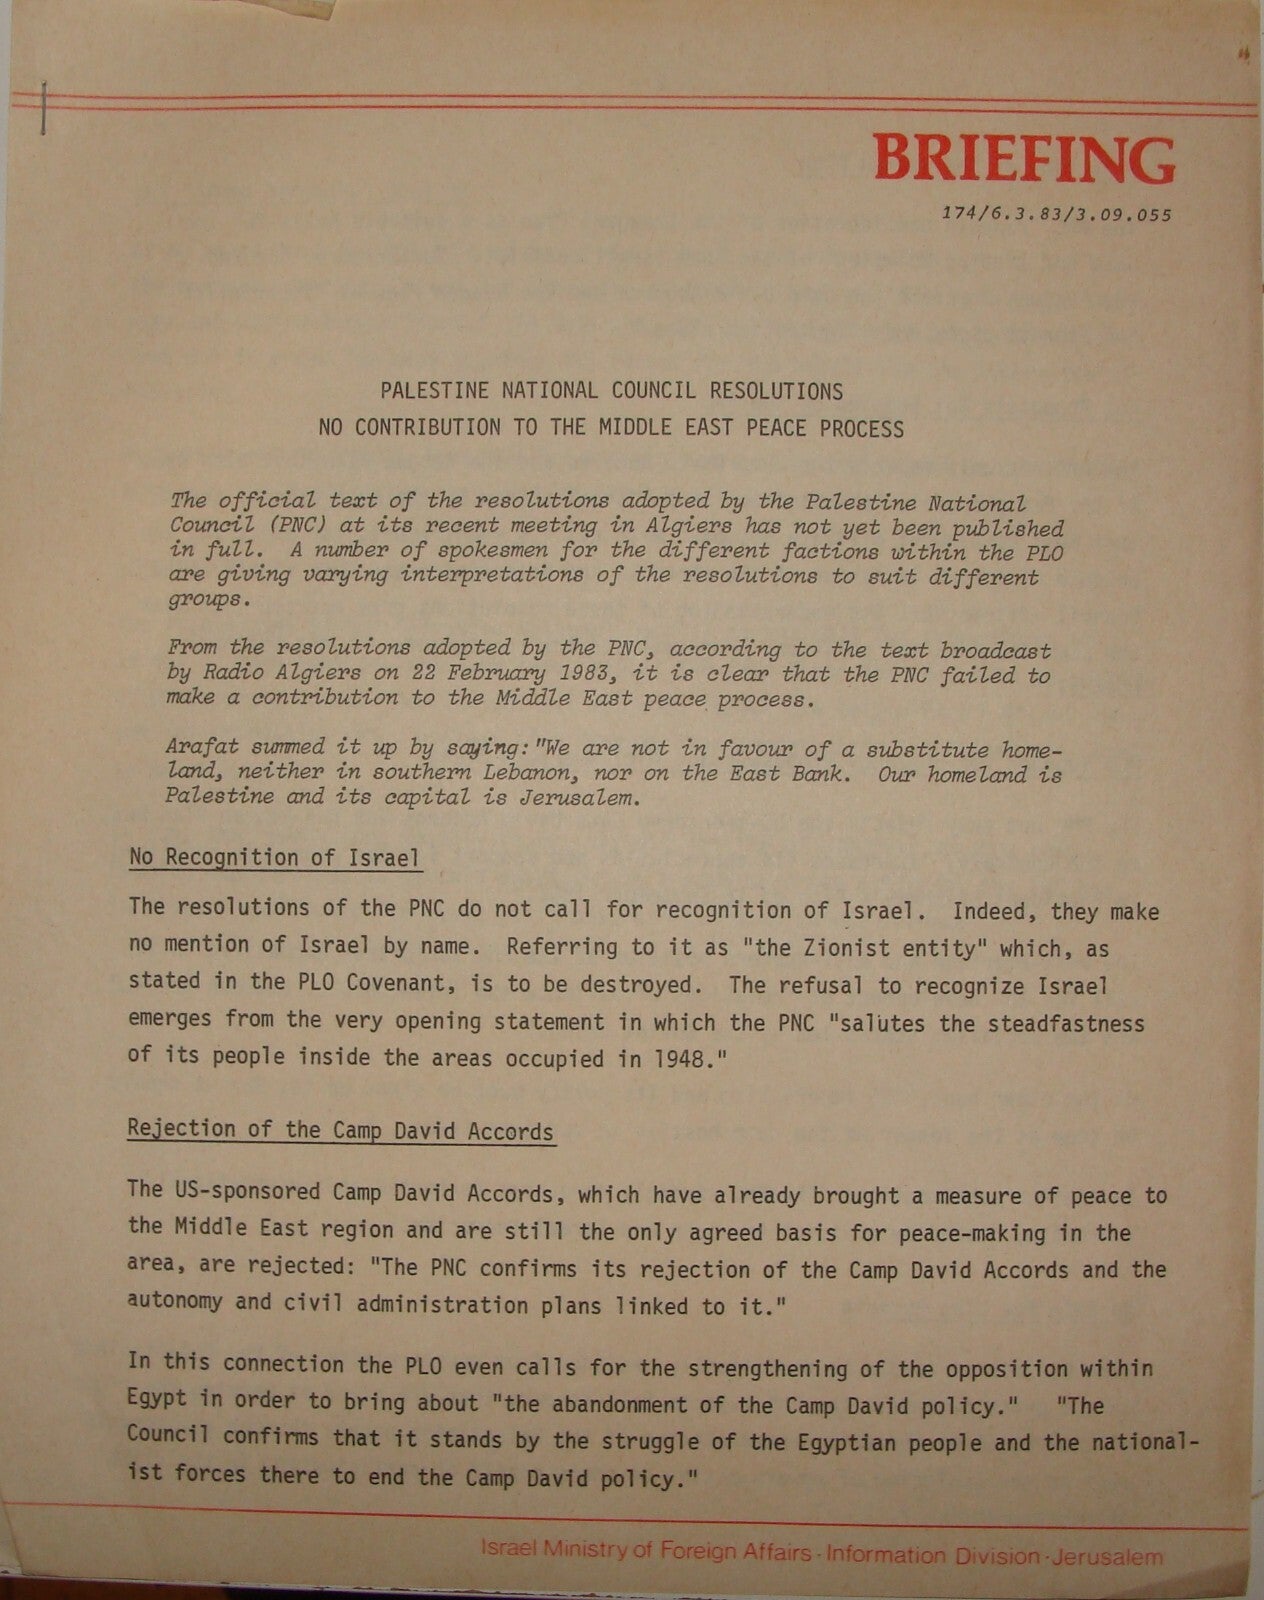 BRIEFING
174/6.3.83/3.09.055
PALESTINE NATIONAL COUNCIL RESOLUTIONS
NO CONTRIBUTION TO THE MIDDLE EAST PEACE PROCESS
The official text of the resolutions adopted by the Palestine National
Council (PNC) at its recent meeting in Algiers has not yet been published
in full. A number of spokesmen for the different factions within the PLO
are giving varying interpretations of the resolutions to suit different
groups.
From the resolutions adopted by the PNC, according to the text broadcast
by Radio Algiers on 22 February 1983, it is clear that the PNC failed to
make a contribution to the Middle East peace process.
Arafat summed it up by saying:"We are not in favour of a substitute home-
land, neither in southern Lebanon, nor on the East Bank. Our homeland is
Palestine and its capital is Jerusalem.
No Recognition of Israel
The resolutions of the PNC do not call for recognition of Israel. Indeed, they make
no mention of Israel by name. Referring to it as "the Zionist entity" which, as
stated in the PLO Covenant, is to be destroyed. The refusal to recognize Israel
emerges from the very opening statement in which the PNC "salutes the steadfastness
of its people inside the areas occupied in 1948."
Rejection of the Camp David Accords
The US-sponsored Camp David Accords, which have already brought a measure of peace to
the Middle East region and are still the only agreed basis for peace-making in the
area, are rejected: "The PNC confirms its rejection of the Camp David Accords and the
autonomy and civil administration plans linked to it."
In this connection the PLO even calls for the strengthening of the opposition within
Egypt in order to bring about "the abandonment of the Camp David policy." "The
Council confirms that it stands by the struggle of the Egyptian people and the national-
ist forces there to end the Camp David policy."
Israel Ministry of Foreign Affairs · Information Division · Jerusalem